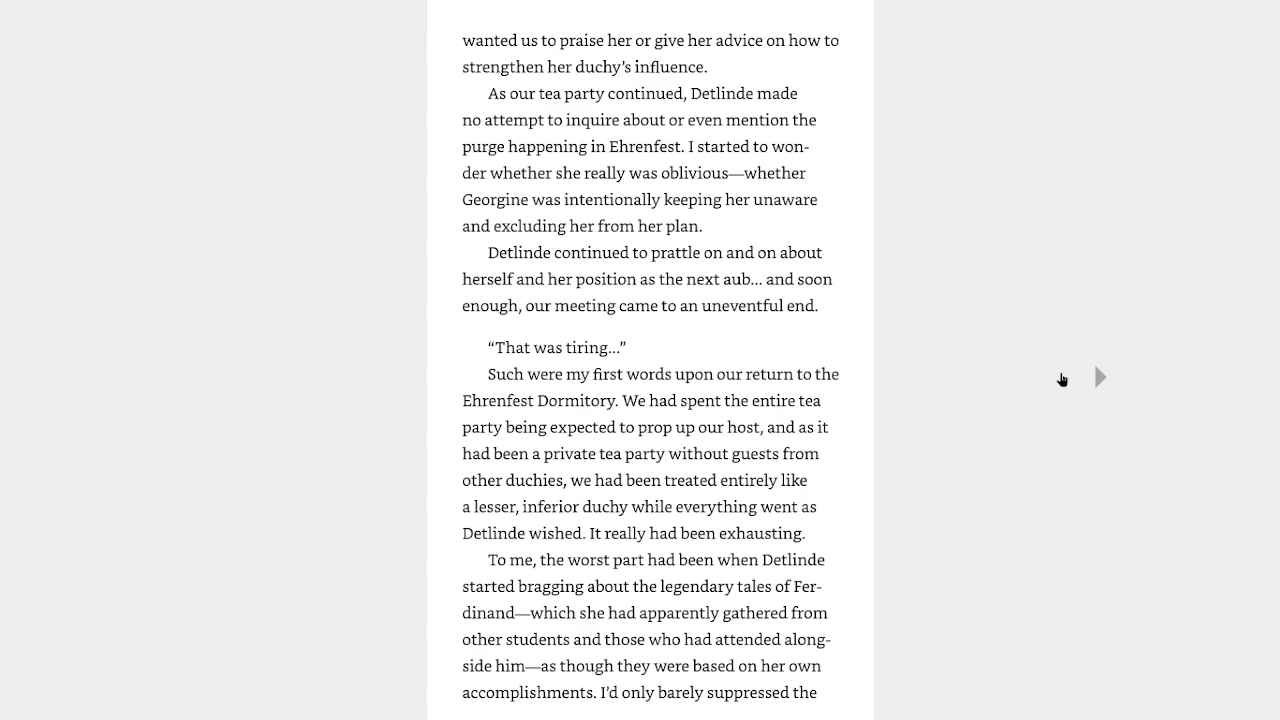 wanted us to praise her or give her advice on how to
strengthen her duchy’s influence.
As our tea party continued, Detlinde made
no attempt to inquire about or even mention the
purge happening in Ehrenfest. I started to won-
der whether she really was oblivious—whether
Georgine was intentionally keeping her unaware
and excluding her from her plan.
Detlinde continued to prattle on and on about
herself and her position as the next aub... and soon
enough, our meeting came to an uneventful end.
“That was tiring...”
Such were my first words upon our return to the
Ehrenfest Dormitory. We had spent the entire tea
party being expected to prop up our host, and as it
had been a private tea party without guests from
other duchies, we had been treated entirely like
a lesser, inferior duchy while everything went as
Detlinde wished. It really had been exhausting.
To me, the worst part had been when Detlinde
started bragging about the legendary tales of Fer-
dinand—which she had apparently gathered from
other students and those who had attended along-
side him—as though they were based on her own
accomplishments. I’d only barely suppressed the